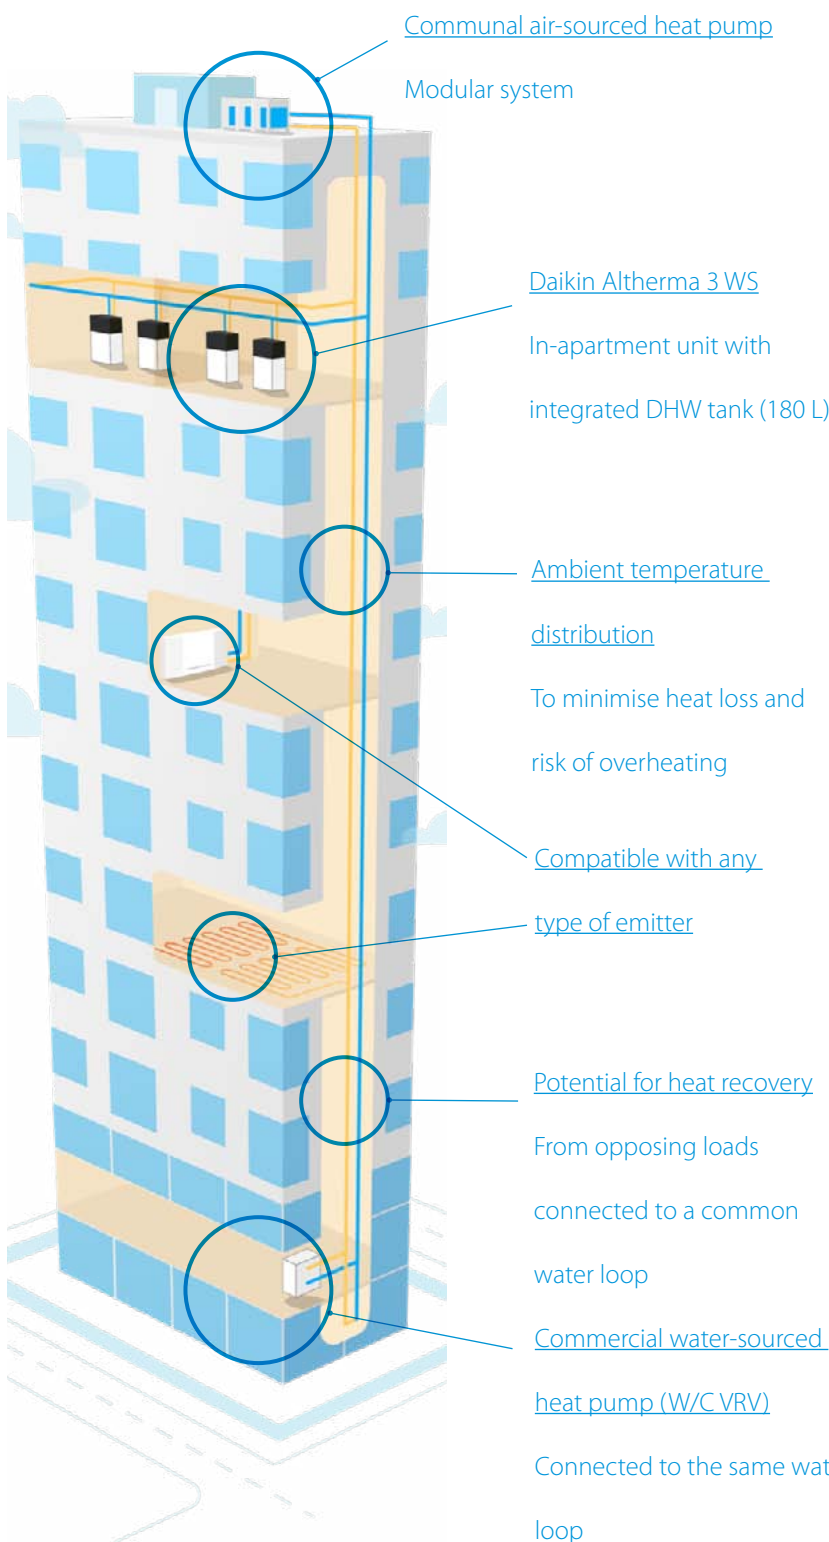 Communal air-sourced heat pump
Modular system
Daikin Altherma 3 WS
In-apartment unit with
integrated DHW tank (180 L)
Ambient temperature
distribution
To minimise heat loss and
risk of overheating
Compatible with any
type of emitter
Potential for heat recovery
From opposing loads
connected to a common
water loop
Commercial water-sourced
heat pump (W/C VRV)
Connected to the same wat
loop